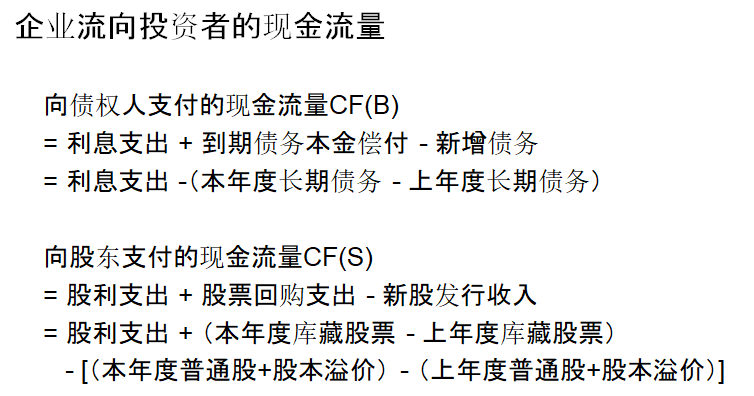 企业流向投资者的现金流量
向债权人支付的现金流量CF(B)
= 利息支出 + 到期债务本金偿付 - 新增债务
= 利息支出 -（本年度长期债务 - 上年度长期债务）
向股东支付的现金流量CF(S)
= 股利支出 + 股票回购支出 - 新股发行收入
= 股利支出 + （本年度库藏股票 - 上年度库藏股票）
- [（本年度普通股+股本溢价） - （上年度普通股+股本溢价）]